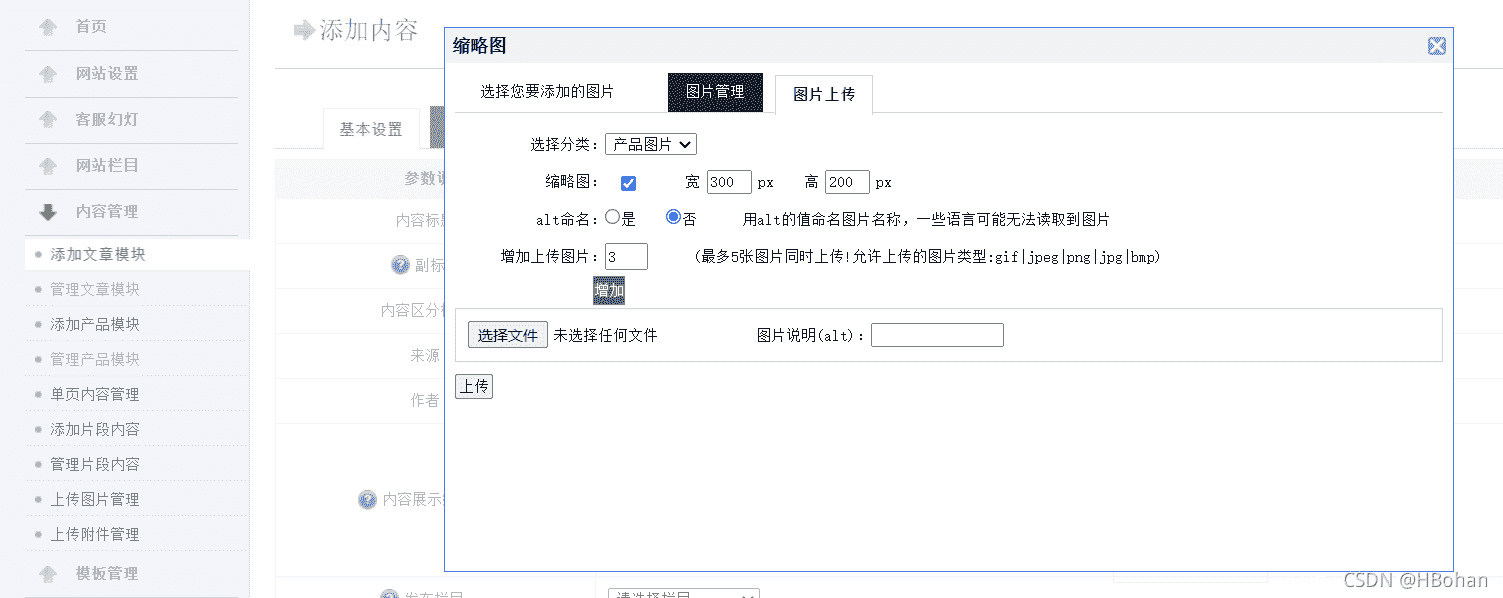 首页
网站设置
客服幻灯
网站栏目
内容管理
添加文章模块
管理文章模块
添加产品模块
管理产品模块
单页内容管理
添加片段内容
管理片段内容
上传图片管理
上传附件管理
模板管理
添加内容
基本设置
参数说
内容标题
副标
内容区分
来源
作者
内容展示
发布栏目
请选择栏目
缩略图
选择您要添加的图片
图片管理
图片上传
选择分类： 产品图片
缩略图： 宽 300 px 高 200 px
alt命名： 是 否 用alt的值命名图片名称，一些语言可能无法读取到图片
增加上传图片： 3 (最多5张图片同时上传!允许上传的图片类型:gif|jpeg|png|jpg|bmp)
增加
选择文件 未选择任何文件 图片说明(alt)：
上传
CSDN @HBohan